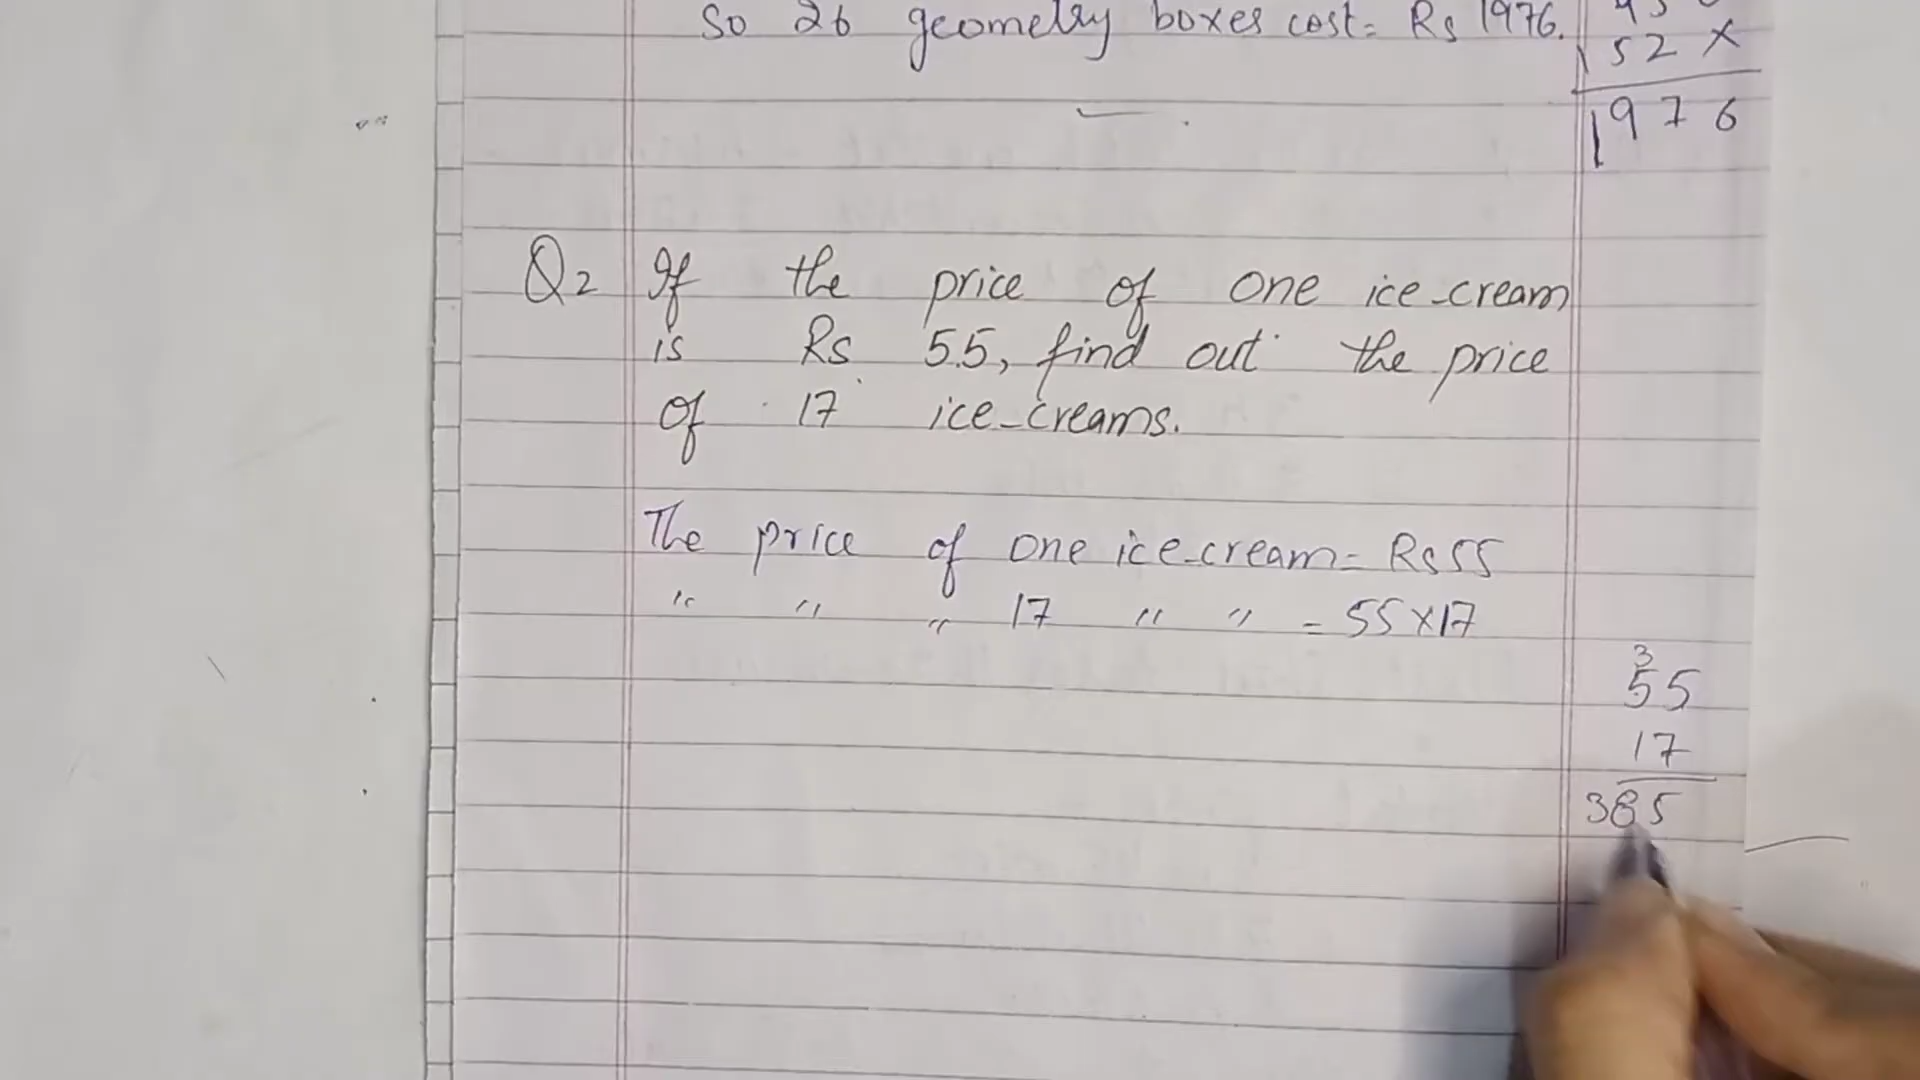 So 26 geometry boxes cost= Rs 1976.
52×
1976
Q2 If the price of one ice-cream
is Rs 55, find out the price
of 17 ice-creams.
The price of one ice-cream= Rs 55
" " " 17 " " = 55×17
3
55
17
385